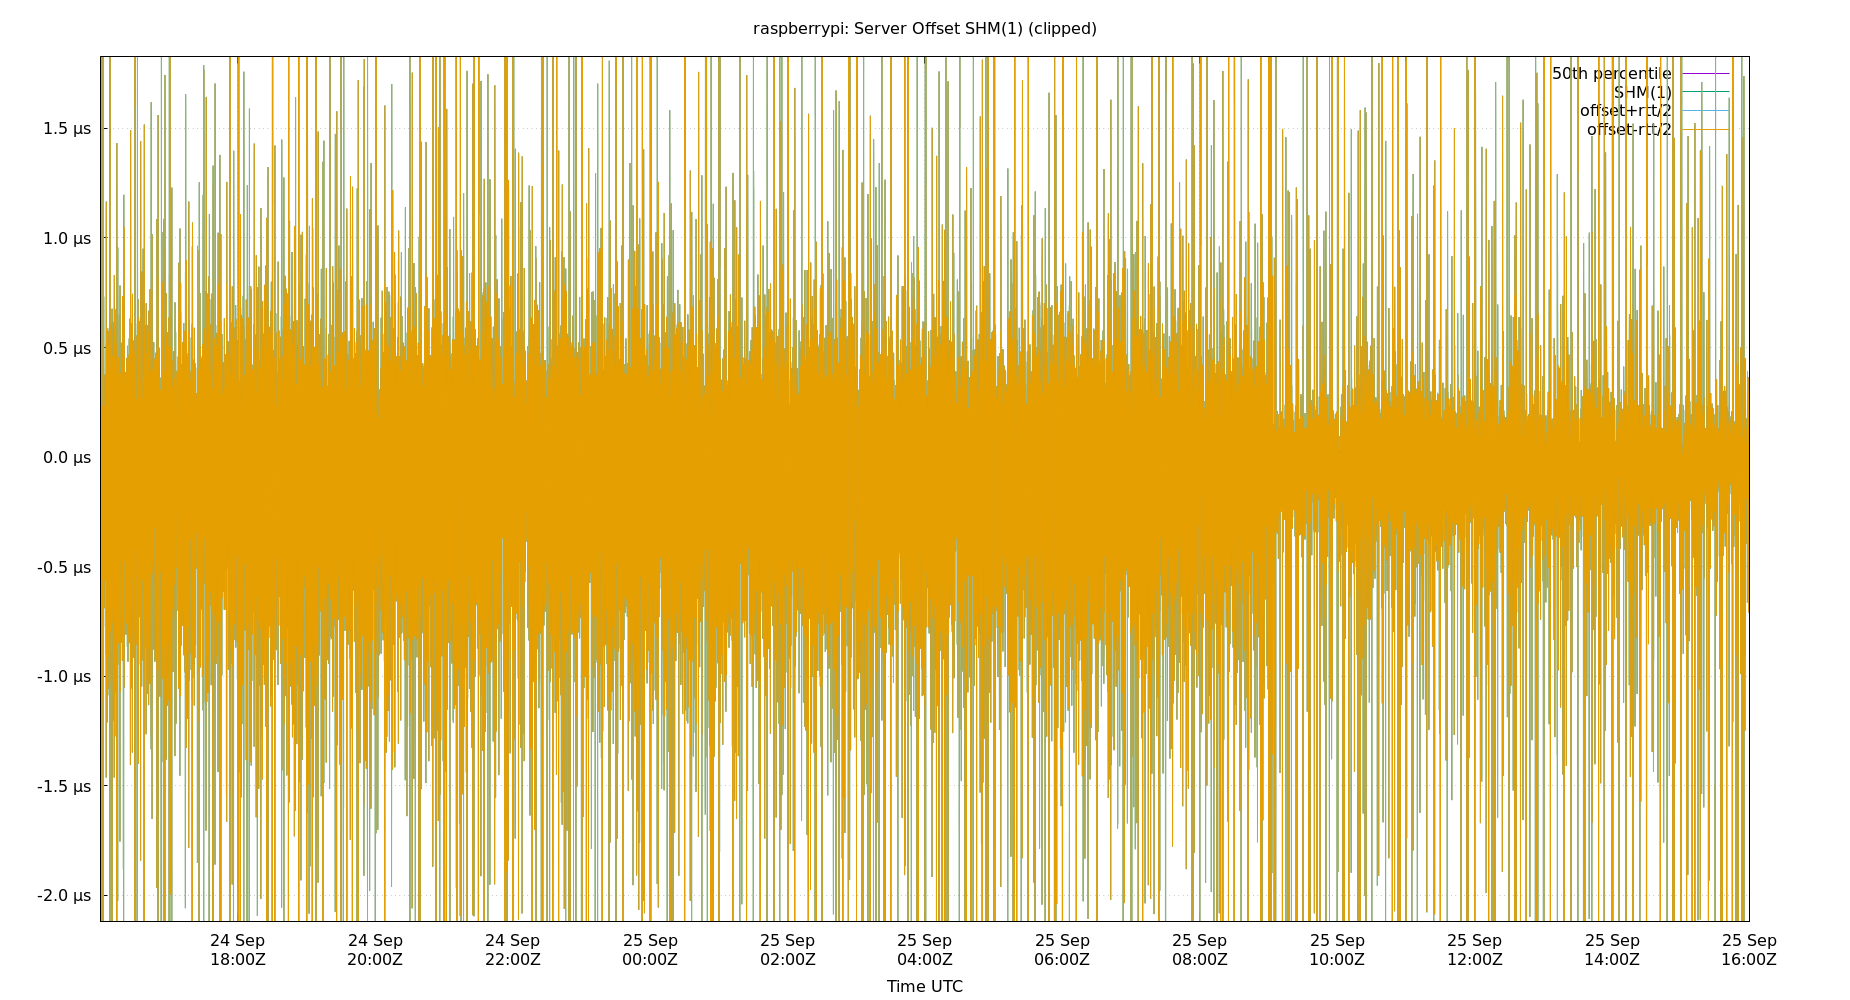 raspberrypi: Server Offset SHM(1) (clipped)
50th percentile
SHM(1)
offset+rtt/2
offset-rtt/2
1.5 µs
1.0 µs
0.5 µs
0.0 µs
-0.5 µs
-1.0 µs
-1.5 µs
-2.0 µs
24 Sep 24 Sep 24 Sep 25 Sep 25 Sep 25 Sep 25 Sep 25 Sep 25 Sep 25 Sep 25 Sep 25 Sep
18:00Z 20:00Z 22:00Z 00:00Z 02:00Z 04:00Z 06:00Z 08:00Z 10:00Z 12:00Z 14:00Z 16:00Z
Time UTC